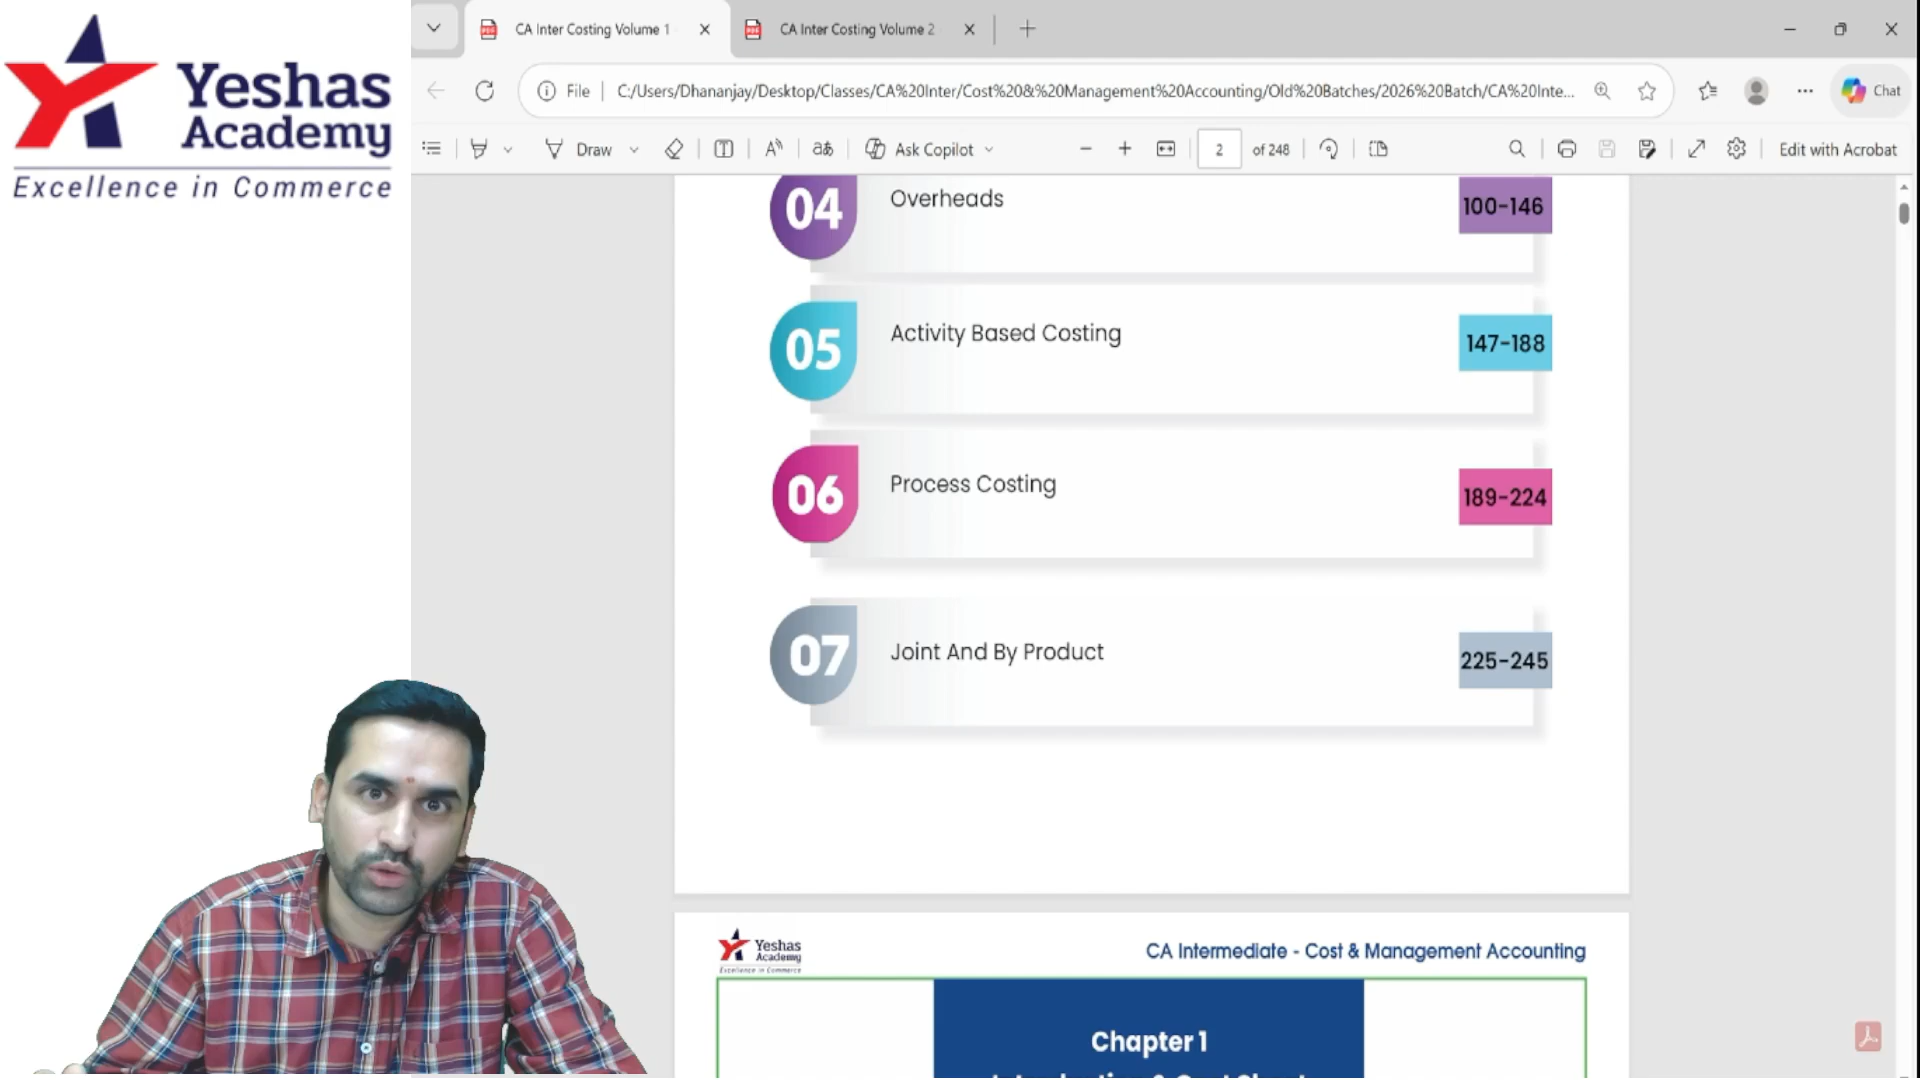 Yeshas
Academy
Excellence in Commerce
CA Inter Costing Volume 1
CA Inter Costing Volume 2
File
C:/Users/Dhananjay/Desktop/Classes/CA%20Inter/Cost%20&%20Management%20Accounting/Old%20Batches/2026%20Batch/CA%20Inte...
Chat
Draw
Ask Copilot
2 of 248
Edit with Acrobat
04 Overheads 100-146
05 Activity Based Costing 147-188
06 Process Costing 189-224
07 Joint And By Product 225-245
Yeshas
Academy
Excellence in Commerce
CA Intermediate - Cost & Management Accounting
Chapter 1